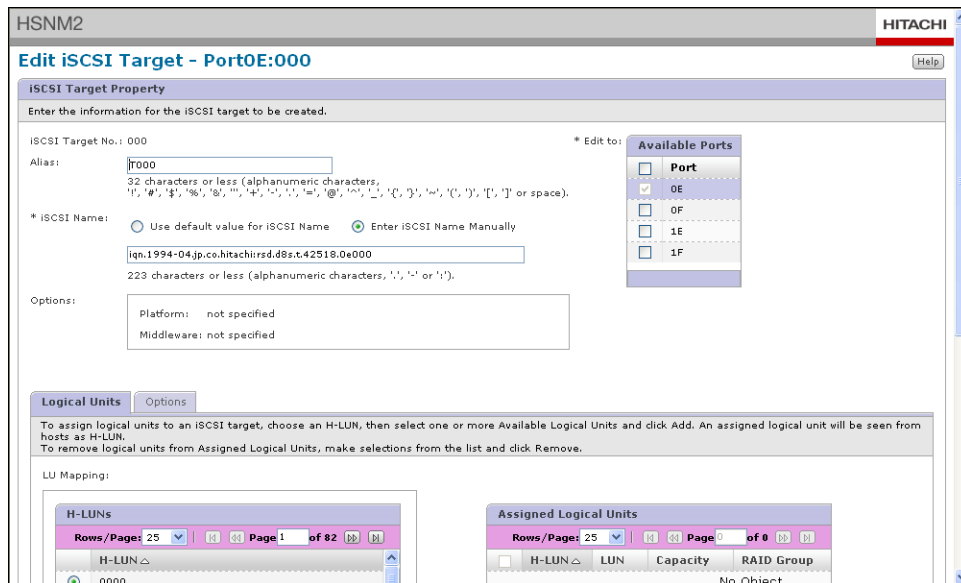 HSNM2
HITACHI
Edit iSCSI Target - Port0E:000
Help
iSCSI Target Property
Enter the information for the iSCSI target to be created.
iSCSI Target No.: 000
* Edit to:
Available Ports
Port
0E
0F
1E
1F
Alias:
T000
32 characters or less (alphanumeric characters,
'!', '#', '$', '%', '&', ''', '+', '-', '.', '=', '@', '^', '_', '{', '}', '~', '(', ')', '[', ']' or space).
* iSCSI Name:
Use default value for iSCSI Name
Enter iSCSI Name Manually
iqn.1994-04.jp.co.hitachi:rsd.d8s.t.42518.0e000
223 characters or less (alphanumeric characters, '.', '-' or ':').
Options:
Platform: not specified
Middleware: not specified
Logical Units
Options
To assign logical units to an iSCSI target, choose an H-LUN, then select one or more Available Logical Units and click Add. An assigned logical unit will be seen from
hosts as H-LUN.
To remove logical units from Assigned Logical Units, make selections from the list and click Remove.
LU Mapping:
H-LUNs
Rows/Page: 25 Page 1 of 82
H-LUN
0000
Assigned Logical Units
Rows/Page: 25 Page 0 of 0
H-LUN LUN Capacity RAID Group
No Object